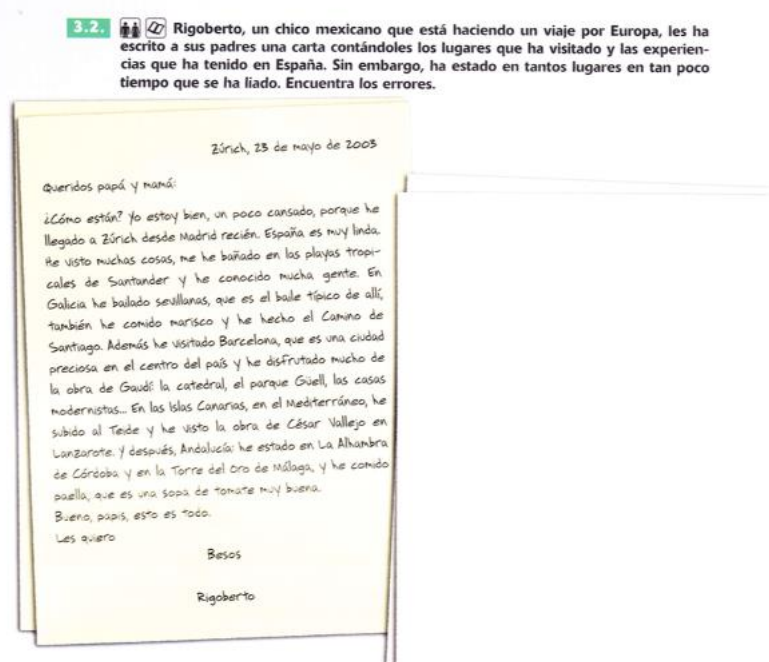 3.2. Rigoberto, un chico mexicano que está haciendo un viaje por Europa, les ha
escrito a sus padres una carta contándoles los lugares que ha visitado y las experien-
cias que ha tenido en España. Sin embargo, ha estado en tantos lugares en tan poco
tiempo que se ha liado. Encuentra los errores.
Zúrich, 23 de mayo de 2003
Queridos papá y mamá:
¿Cómo están? Yo estoy bien, un poco cansado, porque he
llegado a Zúrich desde Madrid recién. España es muy linda.
He visto muchas cosas, me he bañado en las playas tropi-
cales de Santander y he conocido mucha gente. En
Galicia he bailado sevillanas, que es el baile típico de allí,
también he comido marisco y he hecho el Camino de
Santiago. Además he visitado Barcelona, que es una ciudad
preciosa en el centro del país y he disfrutado mucho de
la obra de Gaudí: la catedral, el parque Güell, las casas
modernistas... En las Islas Canarias, en el Mediterráneo, he
subido al Teide y he visto la obra de César Vallejo en
Lanzarote. Y después, Andalucía: he estado en La Alhambra
de Córdoba y en la Torre del Oro de Málaga, y he comido
paella, que es una sopa de tomate muy buena.
Bueno, papis, esto es todo.
Les quiero
Besos
Rigoberto